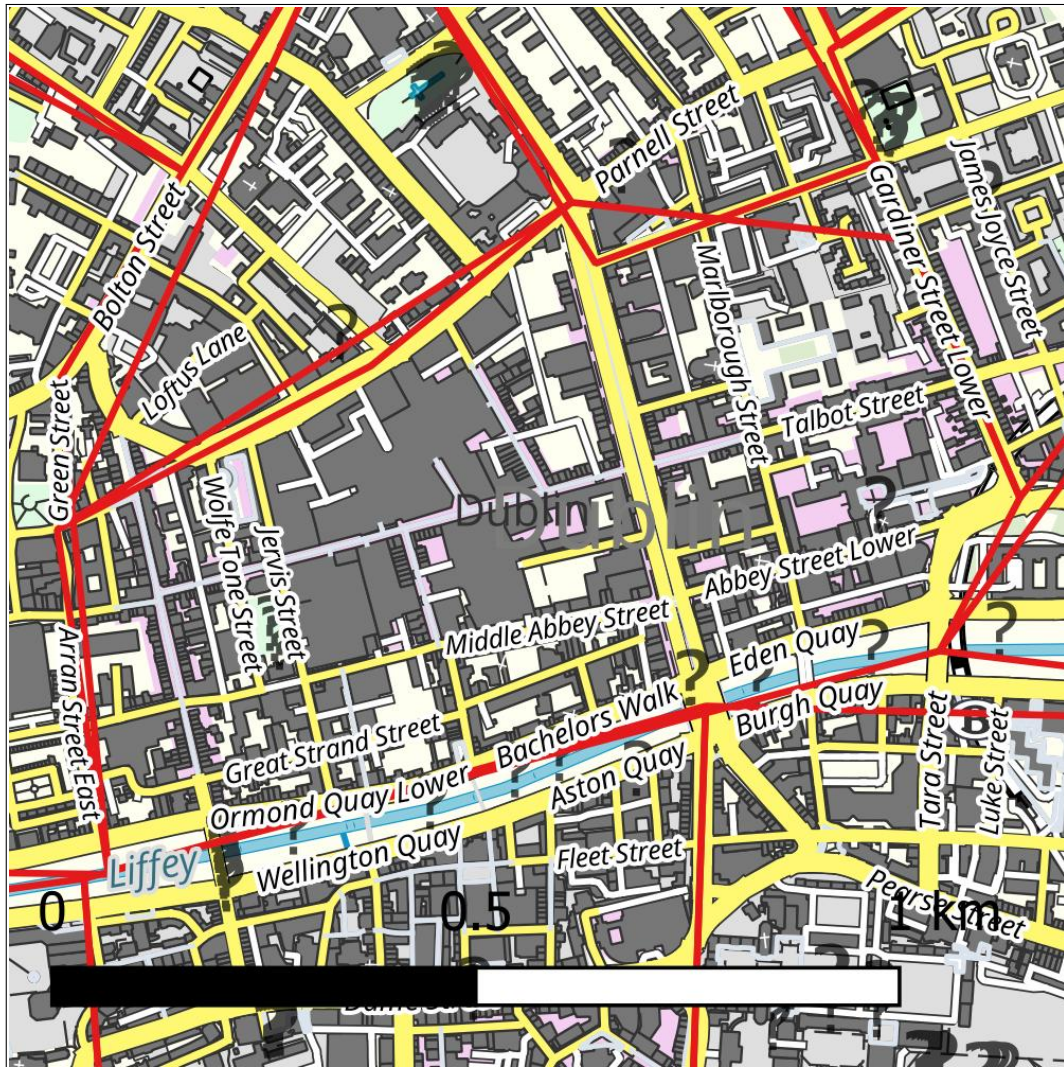 Parnell Street
James Joyce Street
Gardiner Street Lower
Bolton Street
Marlborough Street
Loftus Lane
Green Street
Talbot Street
Wolfe Tone Street
Jervis Street
Dublin
Dublin
Abbey Street Lower
Middle Abbey Street
Arran Street East
Eden Quay
Bachelors Walk
Burgh Quay
Great Strand Street
Aston Quay
Tara Street
Luke Street
Ormond Quay Lower
Liffey
Wellington Quay
Fleet Street
Pearse Street
0 0.5 1 km